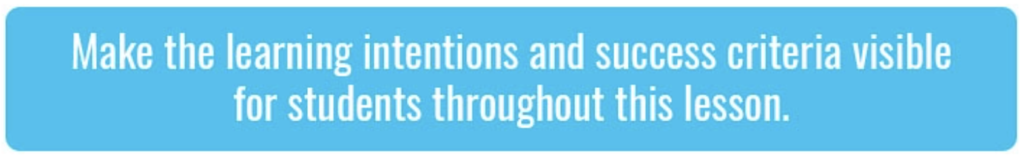 Make the learning intentions and success criteria visible
for students throughout this lesson.